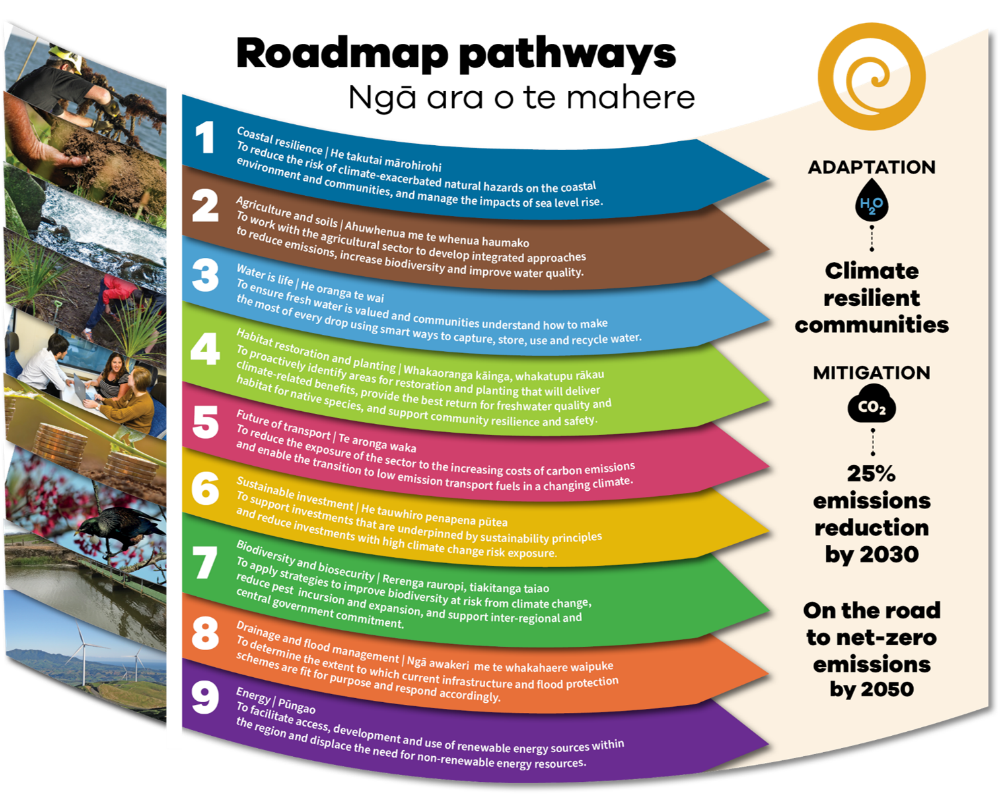 Roadmap pathways
Ngā ara o te mahere
1
Coastal resilience | He takutai mārohirohi
To reduce the risk of climate-exacerbated natural hazards on the coastal
environment and communities, and manage the impacts of sea level rise.
2
Agriculture and soils | Ahuwhenua me te whenua haumako
To work with the agricultural sector to develop integrated approaches
to reduce emissions, increase biodiversity and improve water quality.
3
Water is life | He oranga te wai
To ensure fresh water is valued and communities understand how to make
the most of every drop using smart ways to capture, store, use and recycle water.
4
Habitat restoration and planting | Whakaoranga kāinga, whakatupu rākau
To proactively identify areas for restoration and planting that will deliver
climate-related benefits, provide the best return for freshwater quality and
habitat for native species, and support community resilience and safety.
5
Future of transport | Te aronga waka
To reduce the exposure of the sector to the increasing costs of carbon emissions
and enable the transition to low emission transport fuels in a changing climate.
6
Sustainable investment | He tauwhiro penapena pūtea
To support investments that are underpinned by sustainability principles
and reduce investments with high climate change risk exposure.
7
Biodiversity and biosecurity | Rerenga rauropi, tiakitanga taiao
To apply strategies to improve biodiversity at risk from climate change,
reduce pest incursion and expansion, and support inter-regional and
central government commitment.
8
Drainage and flood management | Ngā awakeri me te whakahaere waipuke
To determine the extent to which current infrastructure and flood protection
schemes are fit for purpose and respond accordingly.
9
Energy | Pūngao
To facilitate access, development and use of renewable energy sources within
the region and displace the need for non-renewable energy resources.
ADAPTATION
H2O
Climate
resilient
communities
MITIGATION
CO2
25%
emissions
reduction
by 2030
On the road
to net-zero
emissions
by 2050